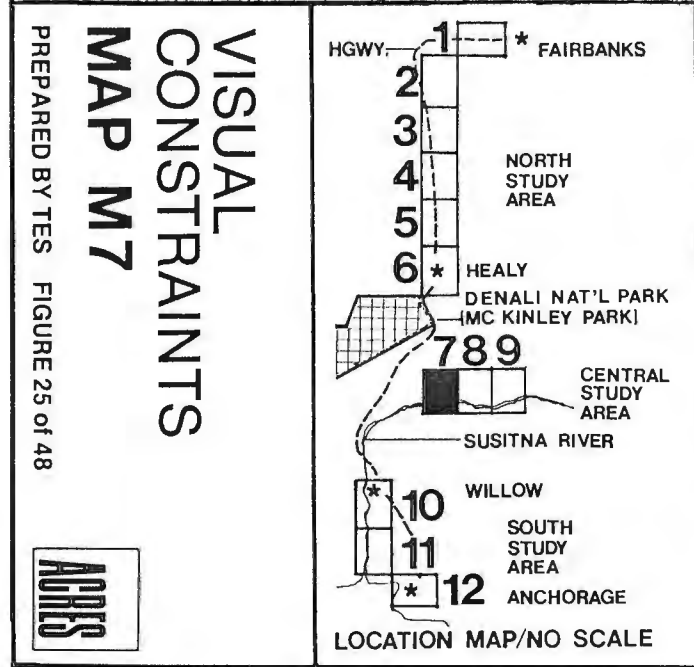 VISUAL
CONSTRAINTS
MAP M7
PREPARED BY TES FIGURE 25 of 48
ACRES
1
HGWY.
* FAIRBANKS
2
3
4
5
6
NORTH
STUDY
AREA
* HEALY
DENALI NAT'L PARK
[MC KINLEY PARK]
7 8 9
CENTRAL
STUDY
AREA
SUSITNA RIVER
*
10
WILLOW
11
SOUTH
STUDY
AREA
* 12 ANCHORAGE
LOCATION MAP/NO SCALE